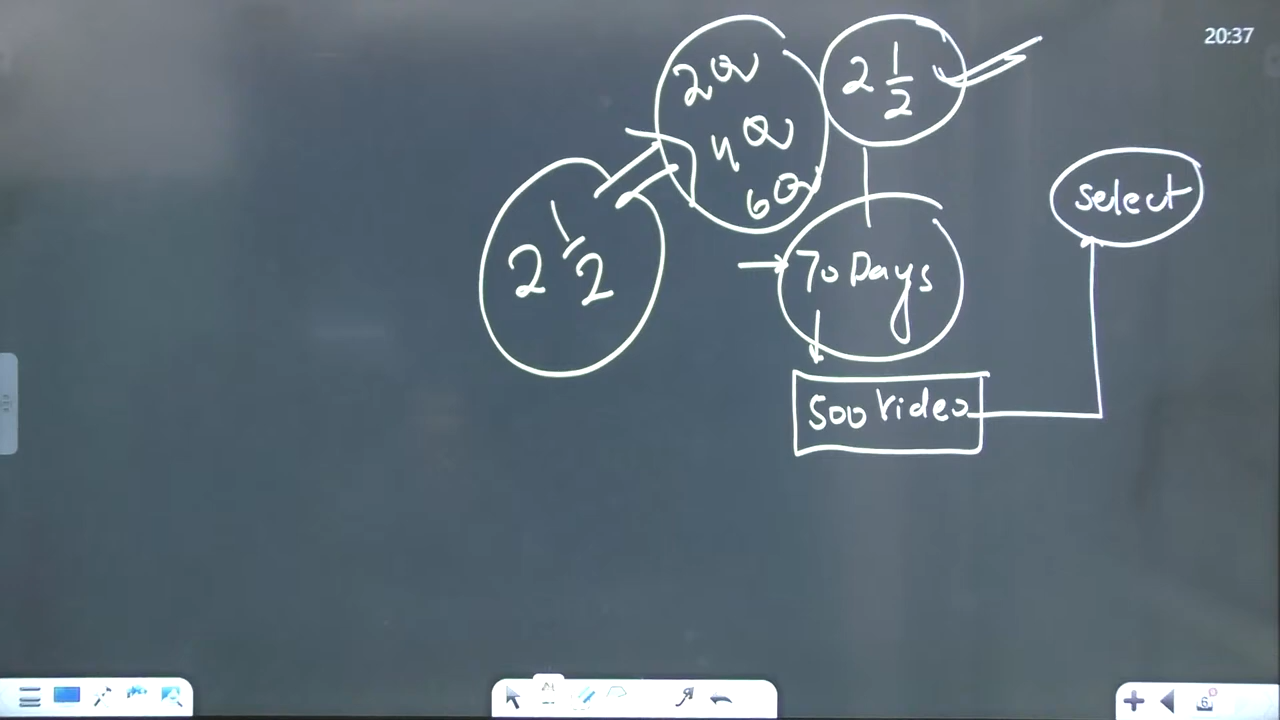 20:37
2Q
4Q
6Q
2 1/2
2 1/2
select
70 Days
500 Video